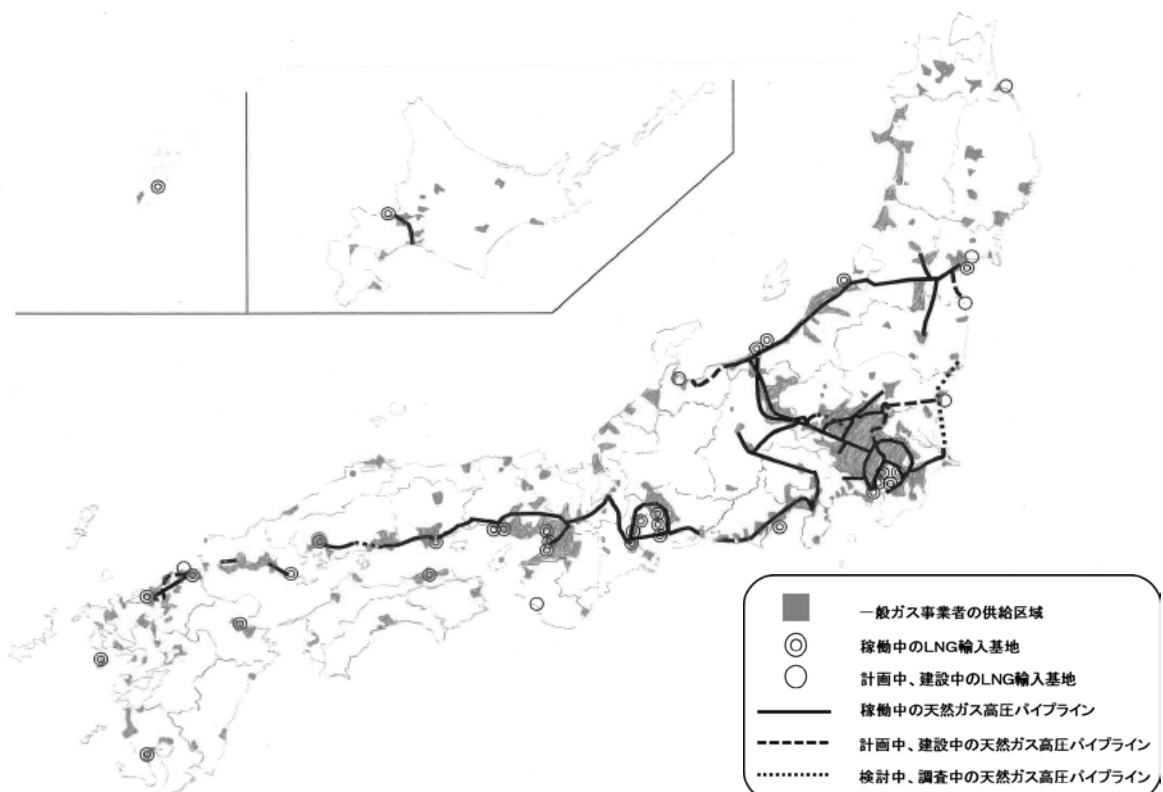 一般ガス事業者の供給区域
稼働中のLNG輸入基地
計画中、建設中のLNG輸入基地
稼働中の天然ガス高圧パイプライン
計画中、建設中の天然ガス高圧パイプライン
検討中、調査中の天然ガス高圧パイプライン